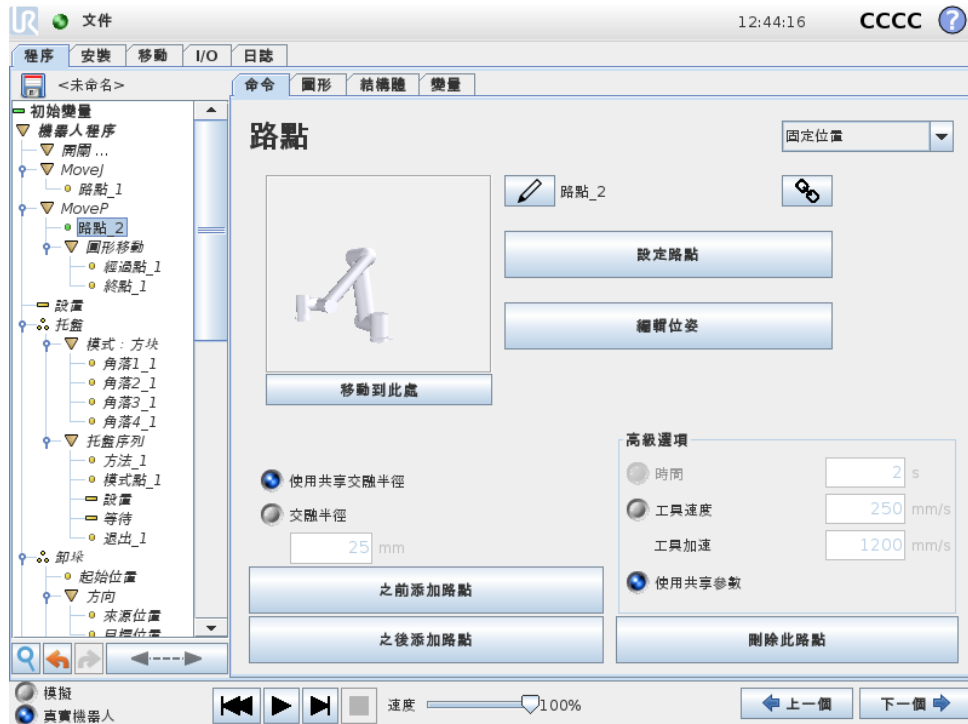 UR 文件 12:44:16 CCCC ?
程序 安裝 移動 I/O 日誌
<未命名>
命令 圖形 結構體 變量
初始變量
機器人程序
開閘 ...
MoveJ
路點_1
MoveP
路點_2
圓形移動
經過點_1
終點_1
設置
托盤
模式：方块
角落1_1
角落2_1
角落3_1
角落4_1
托盤序列
方法_1
模式點_1
設置
等待
退出_1
卸垛
起始位置
方向
來源位置
目標位置
路點
固定位置
路點_2
設定路點
編輯位姿
移動到此處
使用共享交融半徑
交融半徑
25 mm
高級選項
時間 2 s
工具速度 250 mm/s
工具加速 1200 mm/s
使用共享參數
之前添加路點
之後添加路點
刪除此路點
模擬
真實機器人
速度 100%
上一個
下一個